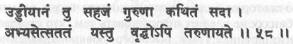 उड्डीयानं तु सहजं गुरुणा कथितं सदा ।
अभ्यसेत्सततं यस्तु वृद्धोऽपि तरुणायते ॥ ५८ ॥